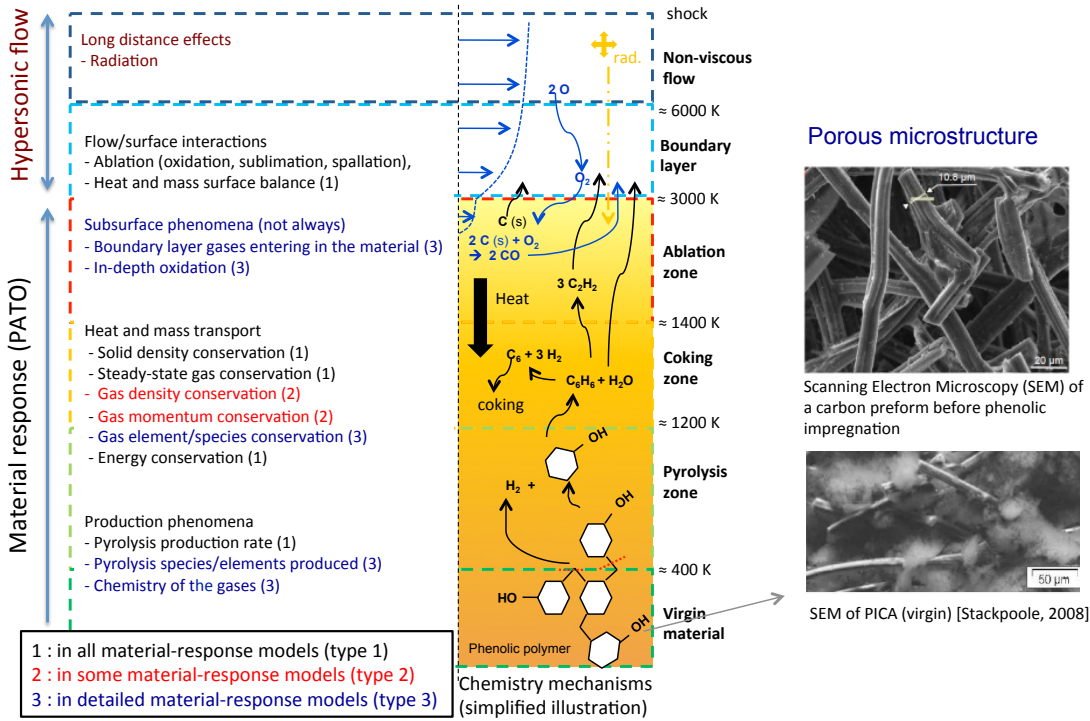 Hypersonic flow
Material response (PATO)
Long distance effects
- Radiation
Flow/surface interactions
- Ablation (oxidation, sublimation, spallation),
- Heat and mass surface balance (1)
Subsurface phenomena (not always)
- Boundary layer gases entering in the material (3)
- In-depth oxidation (3)
Heat and mass transport
- Solid density conservation (1)
- Steady-state gas conservation (1)
- Gas density conservation (2)
- Gas momentum conservation (2)
- Gas element/species conservation (3)
- Energy conservation (1)
Production phenomena
- Pyrolysis production rate (1)
- Pyrolysis species/elements produced (3)
- Chemistry of the gases (3)
1 : in all material-response models (type 1)
2 : in some material-response models (type 2)
3 : in detailed material-response models (type 3)
rad.
2 O
O₂
C (s)
2 C (s) + O₂
→ 2 CO
3 C₂H₂
Heat
C₆ + 3 H₂
C₆H₆ + H₂O
coking
OH
H₂ +
OH
HO
OH
Phenolic polymer
Chemistry mechanisms
(simplified illustration)
shock
Non-viscous
flow
≈ 6000 K
Boundary
layer
≈ 3000 K
Ablation
zone
≈ 1400 K
Coking
zone
≈ 1200 K
Pyrolysis
zone
≈ 400 K
Virgin
material
Porous microstructure
10.8 µm
20 µm
Scanning Electron Microscopy (SEM) of
a carbon preform before phenolic
impregnation
50 µm
SEM of PICA (virgin) [Stackpoole, 2008]